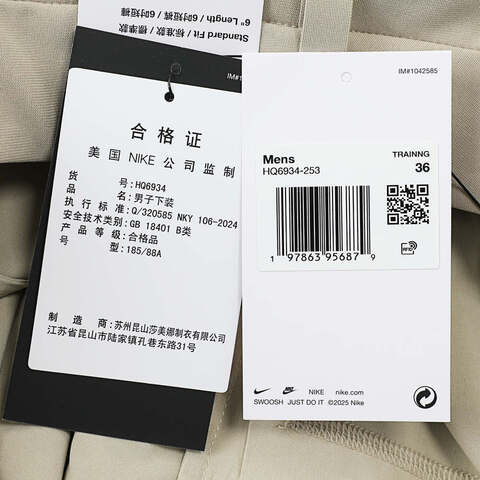 6" Length / 6吋短裤 / 6吋短褲
Standard Fit / 标准款 / 標準款
IM#1042585
合格证
美国 NIKE 公司监制
货号:HQ6934
品名:男子下装
执行标准:Q/320585 NKY 106-2024
安全技术类别:GB 18401 B类
产品等级:合格品
型号:185/88A
制造商:苏州昆山莎美娜制衣有限公司
江苏省昆山市陆家镇孔巷东路31号
Mens
HQ6934-253
TRAINNG
36
1 97863 95687 9
RFID
NIKE nike.com
SWOOSH JUST DO IT ©2025 Nike